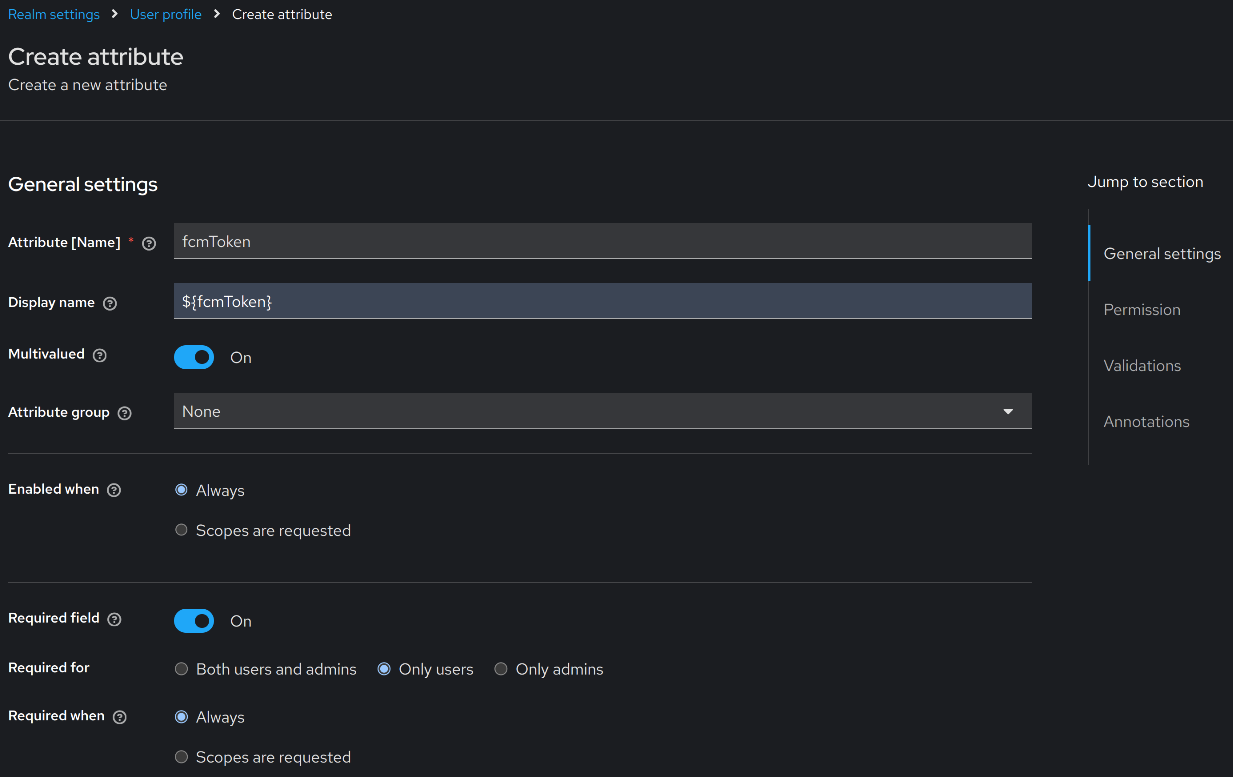 Realm settings > User profile > Create attribute
Create attribute
Create a new attribute
General settings
Jump to section
Attribute [Name] * ? fcmToken
General settings
Display name ? ${fcmToken}
Permission
Multivalued ? On
Validations
Attribute group ? None
Annotations
Enabled when ? Always
Scopes are requested
Required field ? On
Required for Both users and admins Only users Only admins
Required when ? Always
Scopes are requested